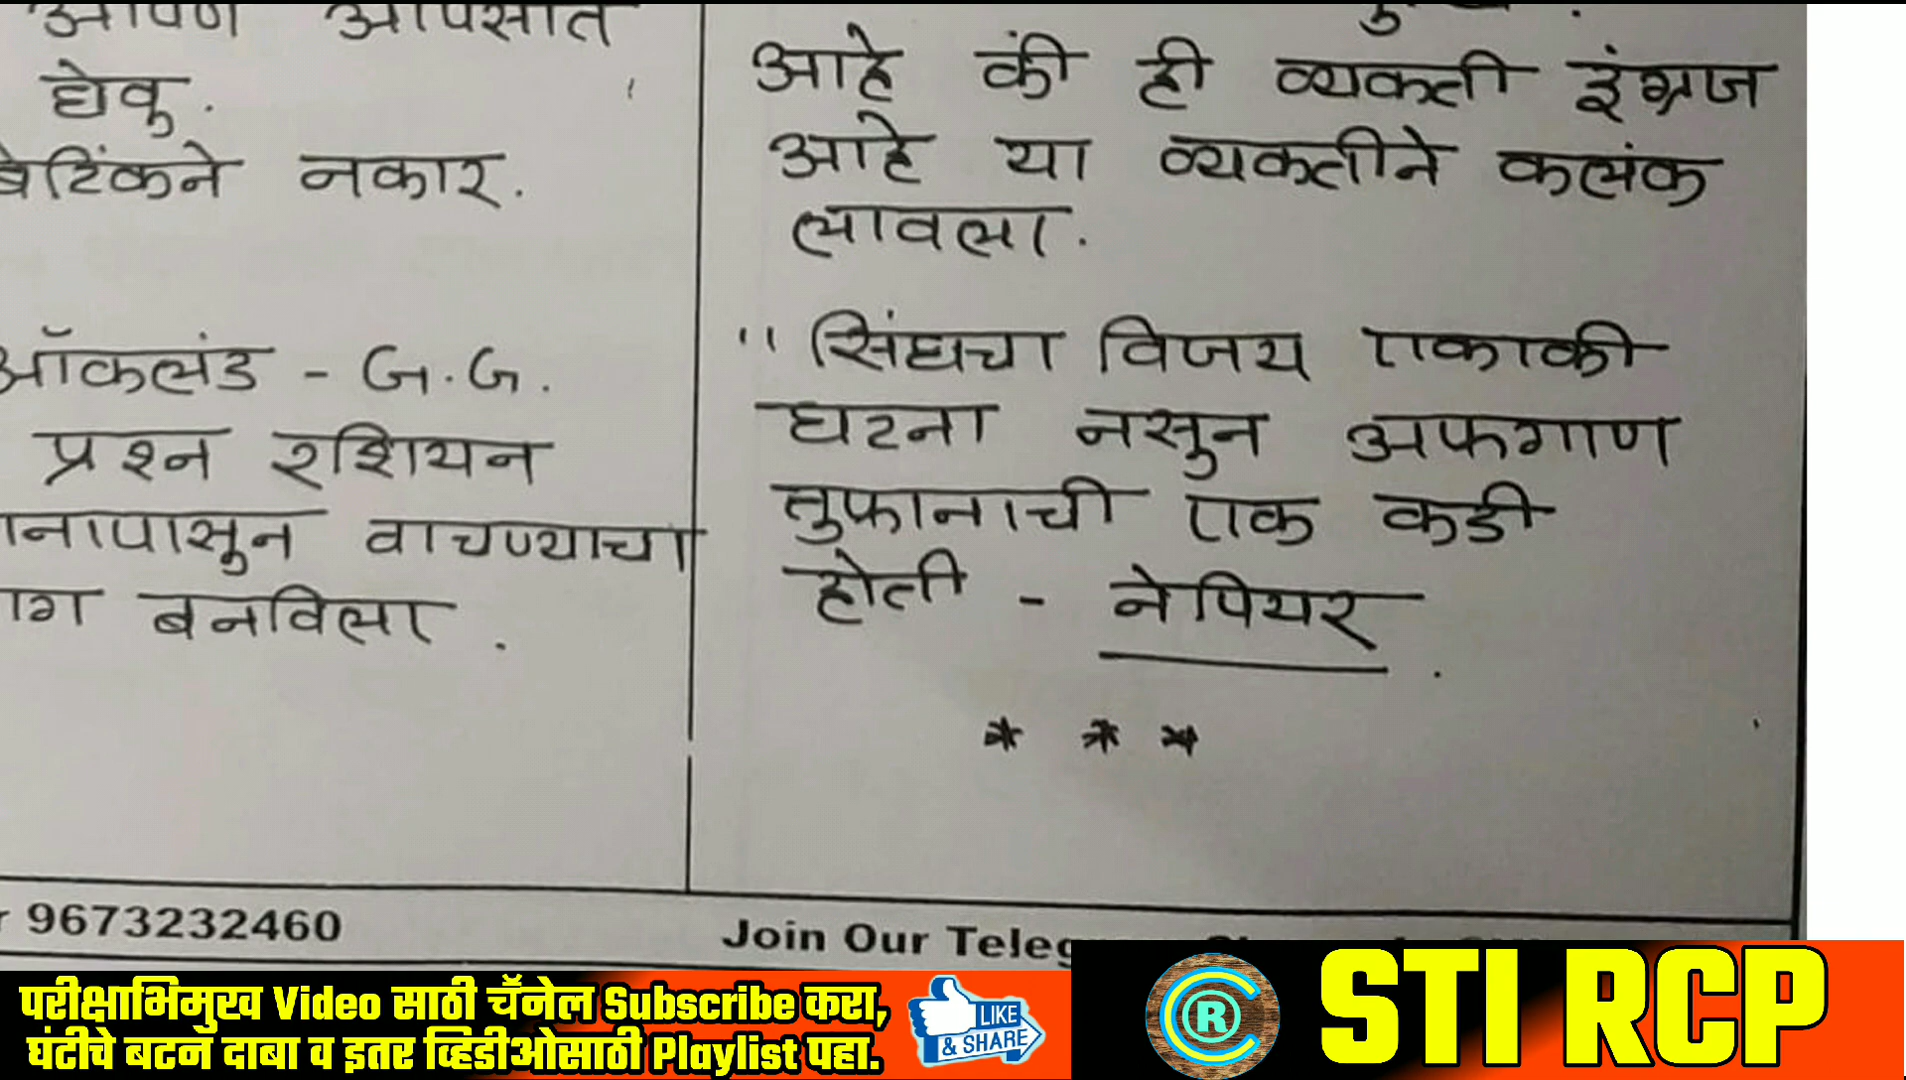 आपण आपसात
घेवु.
बेटिंकने नकार.
ऑकलंड - G.G.
प्रश्न रशियन
नापासुन वाचण्याचा
ाग बनविला.
आहे की ही व्यक्ती इंग्रज
आहे या व्यक्तीने कलंक
लावला.
" सिंधचा विजय एकाकी
घटना नसुन अफगाण
तुफानाची एक कडी
होती - नेपियर.
* * *
9673232460
Join Our Teleg
परीक्षाभिमुख Video साठी चॅनेल Subscribe करा,
घंटीचे बटन दाबा व इतर व्हिडीओसाठी Playlist पहा.
LIKE
& SHARE
R
STI RCP